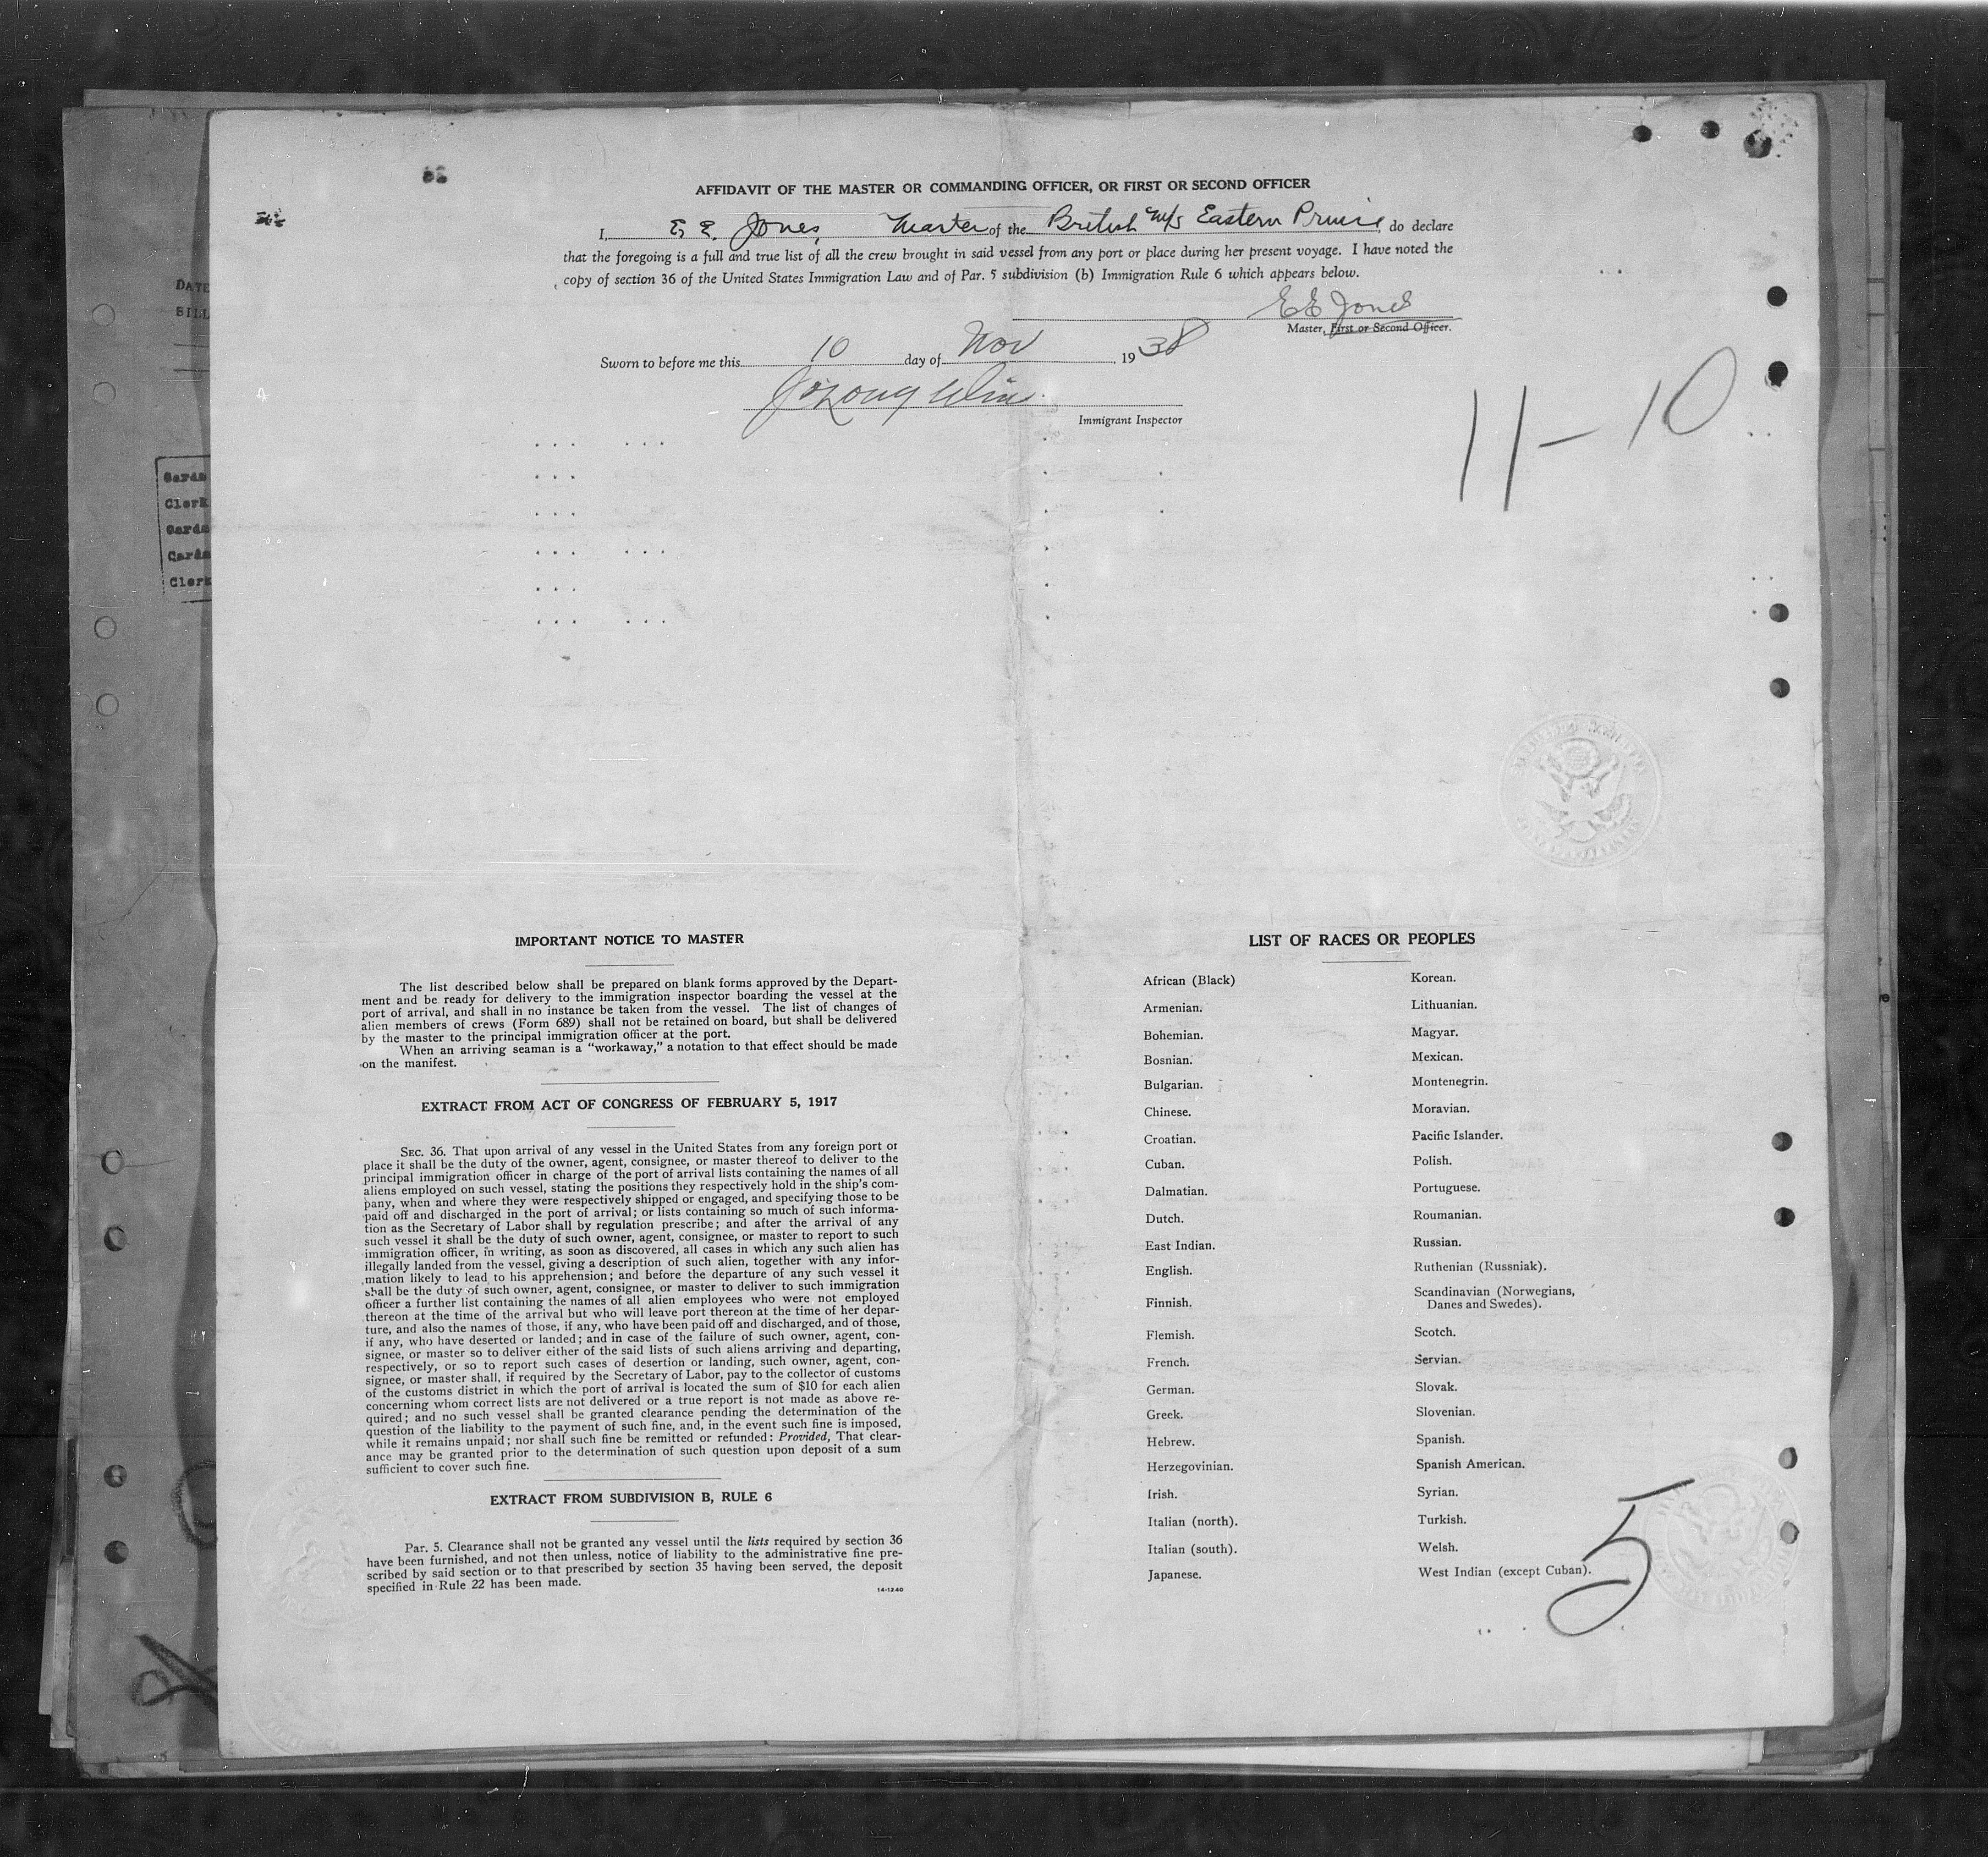 AFFIDAVIT OF THE MASTER OR COMMANDING OFFICER, OR FIRST OR SECOND OFFICER
I, E. E. Jones, Master of the British M/S Eastern Prince, do declare
that the foregoing is a full and true list of all the crew brought in said vessel from any port or place during her present voyage. I have noted the
copy of section 36 of the United States Immigration Law and of Par. 5 subdivision (b) Immigration Rule 6 which appears below.
E E Jones
Master, First or Second Officer.
Sworn to before me this 10 day of Nov, 1938
Immigrant Inspector
11-10
DATE
BILL
Cards
Clerk
Cards
Cards
Clerk
IMPORTANT NOTICE TO MASTER
The list described below shall be prepared on blank forms approved by the Depart-
ment and be ready for delivery to the immigration inspector boarding the vessel at the
port of arrival, and shall in no instance be taken from the vessel. The list of changes of
alien members of crews (Form 689) shall not be retained on board, but shall be delivered
by the master to the principal immigration officer at the port.
When an arriving seaman is a "workaway," a notation to that effect should be made
on the manifest.
EXTRACT FROM ACT OF CONGRESS OF FEBRUARY 5, 1917
SEC. 36. That upon arrival of any vessel in the United States from any foreign port or
place it shall be the duty of the owner, agent, consignee, or master thereof to deliver to the
principal immigration officer in charge of the port of arrival lists containing the names of all
aliens employed on such vessel, stating the positions they respectively hold in the ship's com-
pany, when and where they were respectively shipped or engaged, and specifying those to be
paid off and discharged in the port of arrival; or lists containing so much of such informa-
tion as the Secretary of Labor shall by regulation prescribe; and after the arrival of any
such vessel it shall be the duty of such owner, agent, consignee, or master to report to such
immigration officer, in writing, as soon as discovered, all cases in which any such alien has
illegally landed from the vessel, giving a description of such alien, together with any infor-
mation likely to lead to his apprehension; and before the departure of any such vessel it
shall be the duty of such owner, agent, consignee, or master to deliver to such immigration
officer a further list containing the names of all alien employees who were not employed
thereon at the time of the arrival but who will leave port thereon at the time of her depar-
ture, and also the names of those, if any, who have been paid off and discharged, and of those,
if any, who have deserted or landed; and in case of the failure of such owner, agent, con-
signee, or master so to deliver either of the said lists of such aliens arriving and departing,
respectively, or so to report such cases of desertion or landing, such owner, agent, con-
signee, or master shall, if required by the Secretary of Labor, pay to the collector of customs
of the customs district in which the port of arrival is located the sum of $10 for each alien
concerning whom correct lists are not delivered or a true report is not made as above re-
quired; and no such vessel shall be granted clearance pending the determination of the
question of the liability to the payment of such fine, and, in the event such fine is imposed,
while it remains unpaid; nor shall such fine be remitted or refunded: Provided, That clear-
ance may be granted prior to the determination of such question upon deposit of a sum
sufficient to cover such fine.
EXTRACT FROM SUBDIVISION B, RULE 6
Par. 5. Clearance shall not be granted any vessel until the lists required by section 36
have been furnished, and not then unless, notice of liability to the administrative fine pre-
scribed by said section or to that prescribed by section 35 having been served, the deposit
specified in Rule 22 has been made.
14-1240
LIST OF RACES OR PEOPLES
African (Black)
Armenian.
Bohemian.
Bosnian.
Bulgarian.
Chinese.
Croatian.
Cuban.
Dalmatian.
Dutch.
East Indian.
English.
Finnish.
Flemish.
French.
German.
Greek.
Hebrew.
Herzegovinian.
Irish.
Italian (north).
Italian (south).
Japanese.
Korean.
Lithuanian.
Magyar.
Mexican.
Montenegrin.
Moravian.
Pacific Islander.
Polish.
Portuguese.
Roumanian.
Russian.
Ruthenian (Russniak).
Scandinavian (Norwegians,
Danes and Swedes).
Scotch.
Servian.
Slovak.
Slovenian.
Spanish.
Spanish American.
Syrian.
Turkish.
Welsh.
West Indian (except Cuban).
5